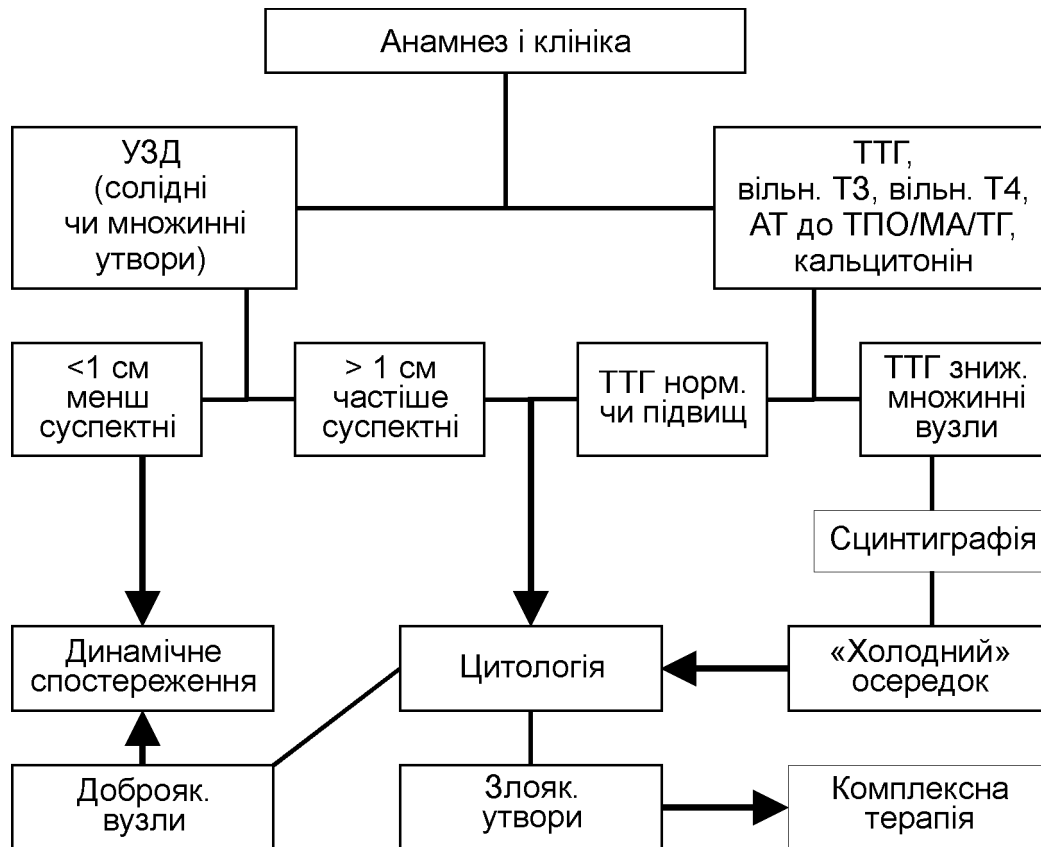 Анамнез і клініка
УЗД
(солідні
чи множинні
утвори)
ТТГ,
вільн. Т3, вільн. Т4,
АТ до ТПО/МА/ТГ,
кальцитонін
<1 см
менш
суспектні
> 1 см
частіше
суспектні
ТТГ норм.
чи підвищ
ТТГ зниж.
множинні
вузли
Сцинтиграфія
Динамічне
спостереження
Цитологія
«Холодний»
осередок
Доброяк.
вузли
Злояк.
утвори
Комплексна
терапія